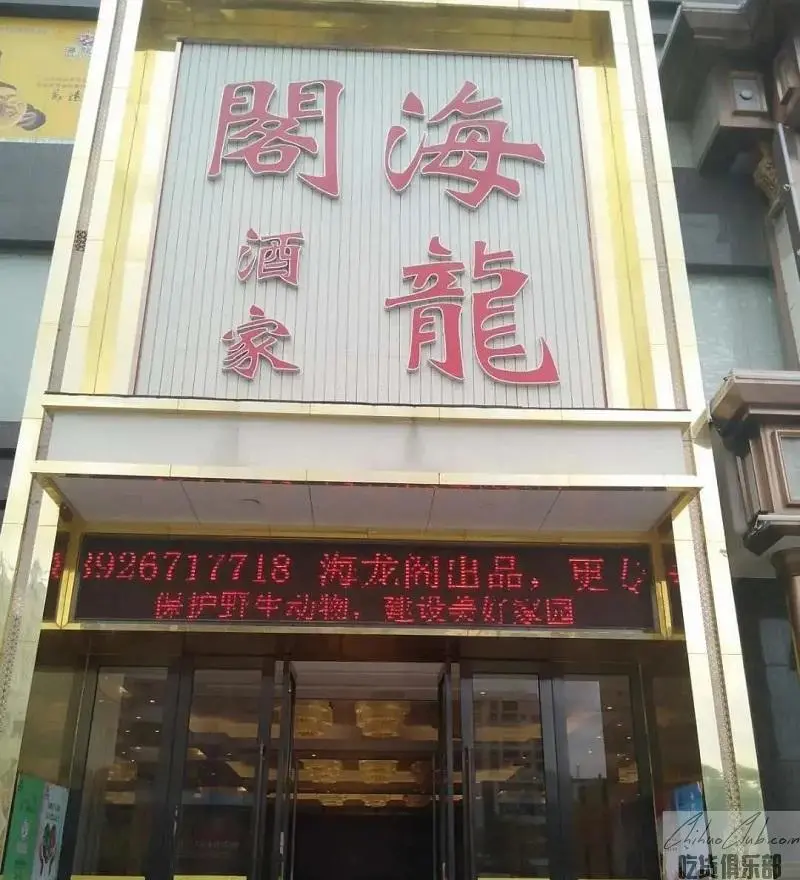 海龍
閣
酒家
3926717718 海龙阁出品，更
保护野生动物，建设美好家园
ChihuoClub.com
吃货俱乐部